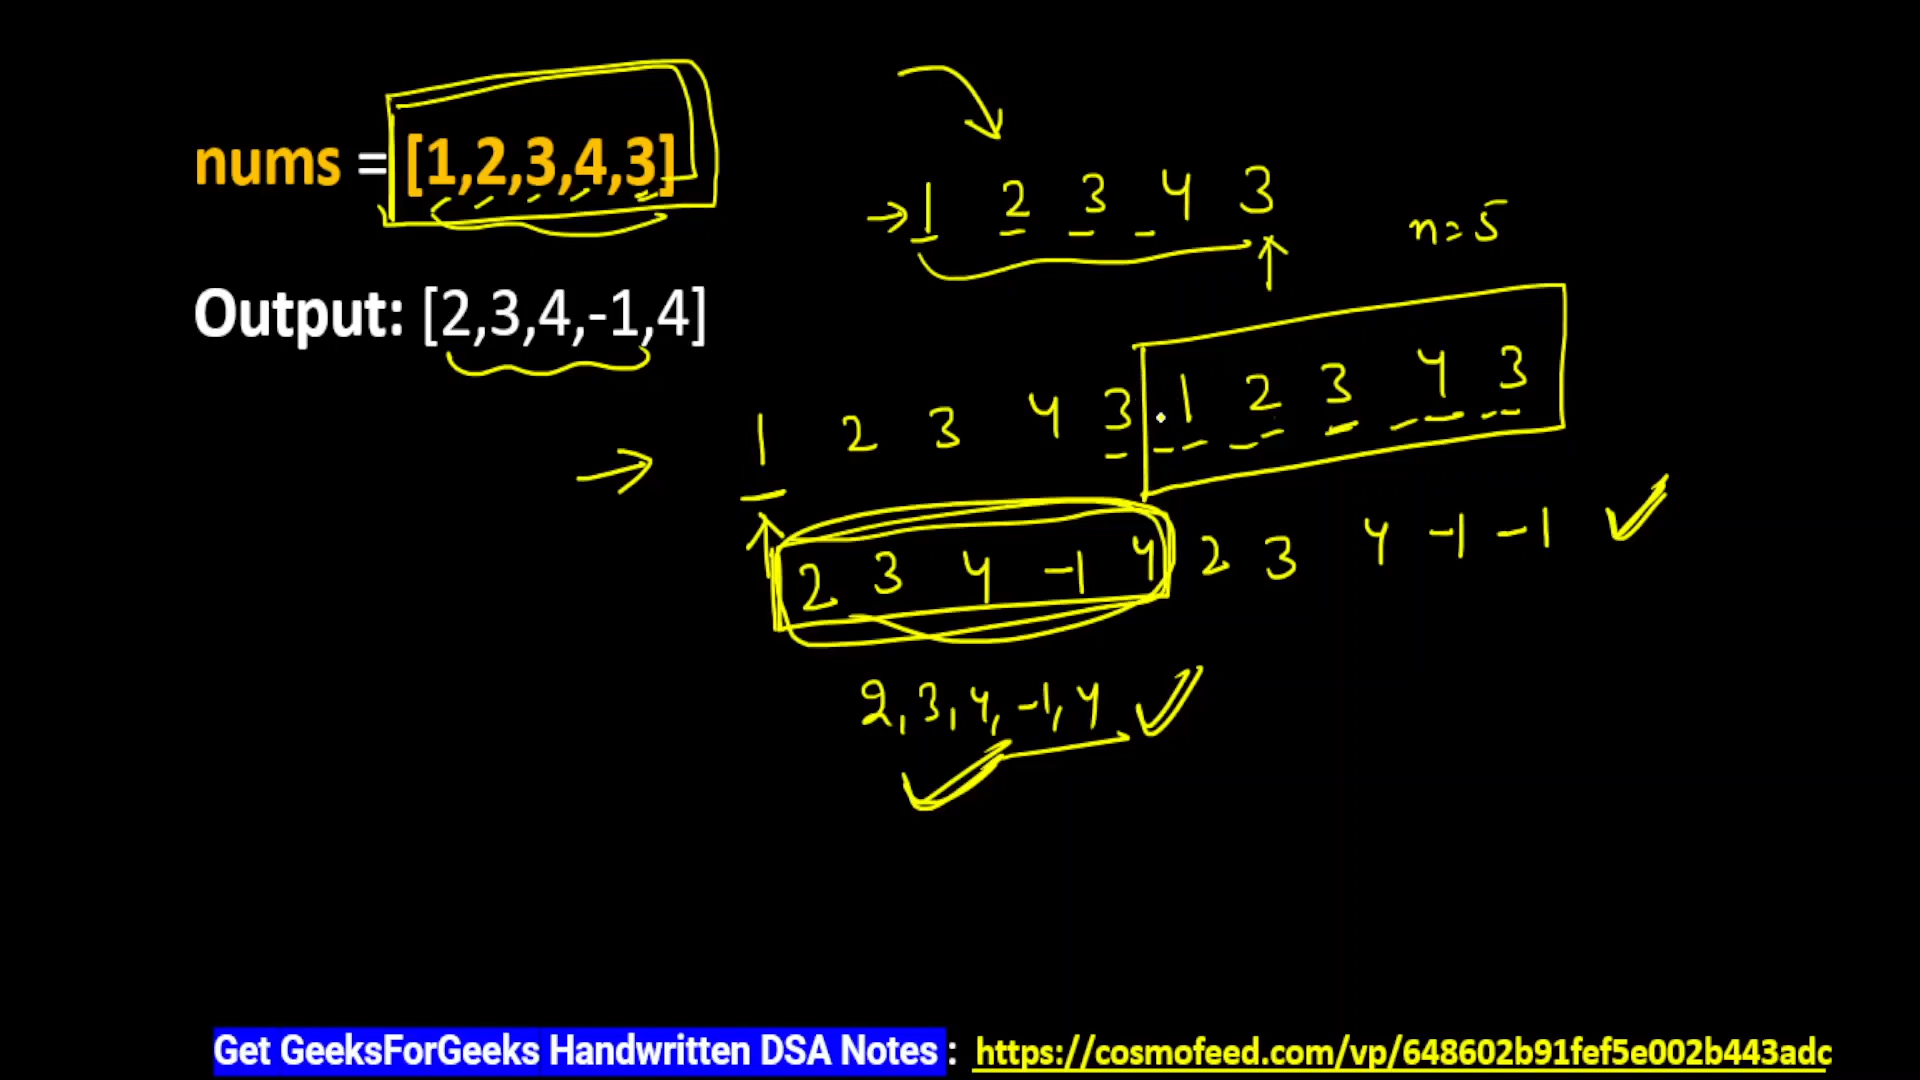 nums = [1,2,3,4,3]
1 2 3 4 3
n=5
Output: [2,3,4,-1,4]
1 2 3 4 3 1 2 3 4 3
2 3 4 -1 4 2 3 4 -1 -1
2,3,4,-1,4
Get GeeksForGeeks Handwritten DSA Notes : https://cosmofeed.com/vp/648602b91fef5e002b443adc